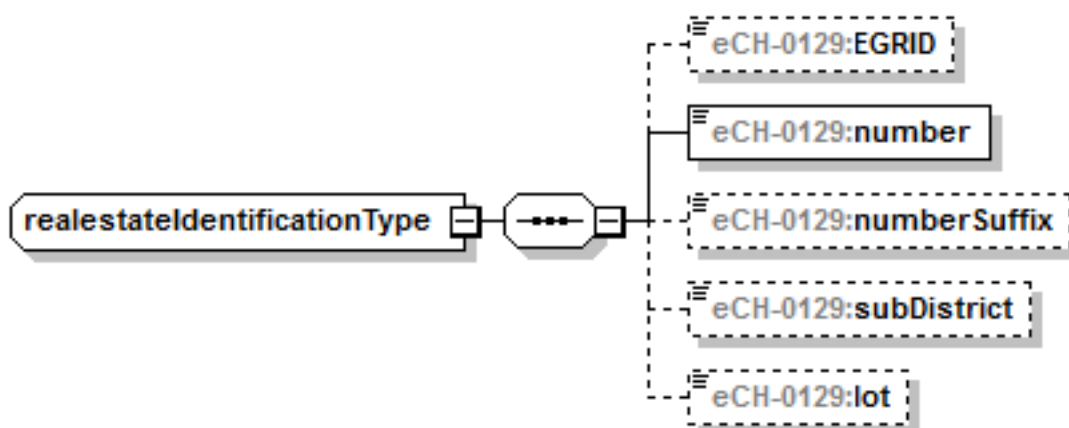 eCH-0129:EGRID
eCH-0129:number
realestateIdentificationType
eCH-0129:numberSuffix
eCH-0129:subDistrict
eCH-0129:lot